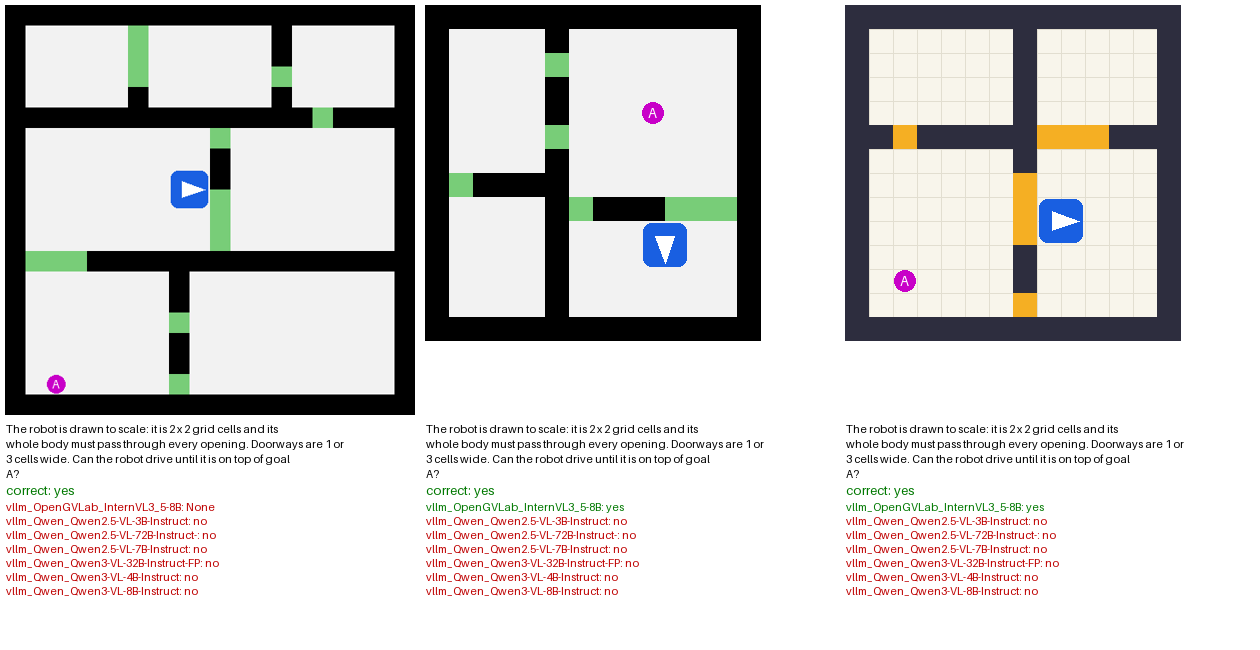 A
A
A
The robot is drawn to scale: it is 2 x 2 grid cells and its
whole body must pass through every opening. Doorways are 1 or
3 cells wide. Can the robot drive until it is on top of goal
A?
correct: yes
vllm_OpenGVLab_InternVL3_5-8B: None
vllm_Qwen_Qwen2.5-VL-3B-Instruct: no
vllm_Qwen_Qwen2.5-VL-72B-Instruct-: no
vllm_Qwen_Qwen2.5-VL-7B-Instruct: no
vllm_Qwen_Qwen3-VL-32B-Instruct-FP: no
vllm_Qwen_Qwen3-VL-4B-Instruct: no
vllm_Qwen_Qwen3-VL-8B-Instruct: no
The robot is drawn to scale: it is 2 x 2 grid cells and its
whole body must pass through every opening. Doorways are 1 or
3 cells wide. Can the robot drive until it is on top of goal
A?
correct: yes
vllm_OpenGVLab_InternVL3_5-8B: yes
vllm_Qwen_Qwen2.5-VL-3B-Instruct: no
vllm_Qwen_Qwen2.5-VL-72B-Instruct-: no
vllm_Qwen_Qwen2.5-VL-7B-Instruct: no
vllm_Qwen_Qwen3-VL-32B-Instruct-FP: no
vllm_Qwen_Qwen3-VL-4B-Instruct: no
vllm_Qwen_Qwen3-VL-8B-Instruct: no
The robot is drawn to scale: it is 2 x 2 grid cells and its
whole body must pass through every opening. Doorways are 1 or
3 cells wide. Can the robot drive until it is on top of goal
A?
correct: yes
vllm_OpenGVLab_InternVL3_5-8B: yes
vllm_Qwen_Qwen2.5-VL-3B-Instruct: no
vllm_Qwen_Qwen2.5-VL-72B-Instruct-: no
vllm_Qwen_Qwen2.5-VL-7B-Instruct: no
vllm_Qwen_Qwen3-VL-32B-Instruct-FP: no
vllm_Qwen_Qwen3-VL-4B-Instruct: no
vllm_Qwen_Qwen3-VL-8B-Instruct: no